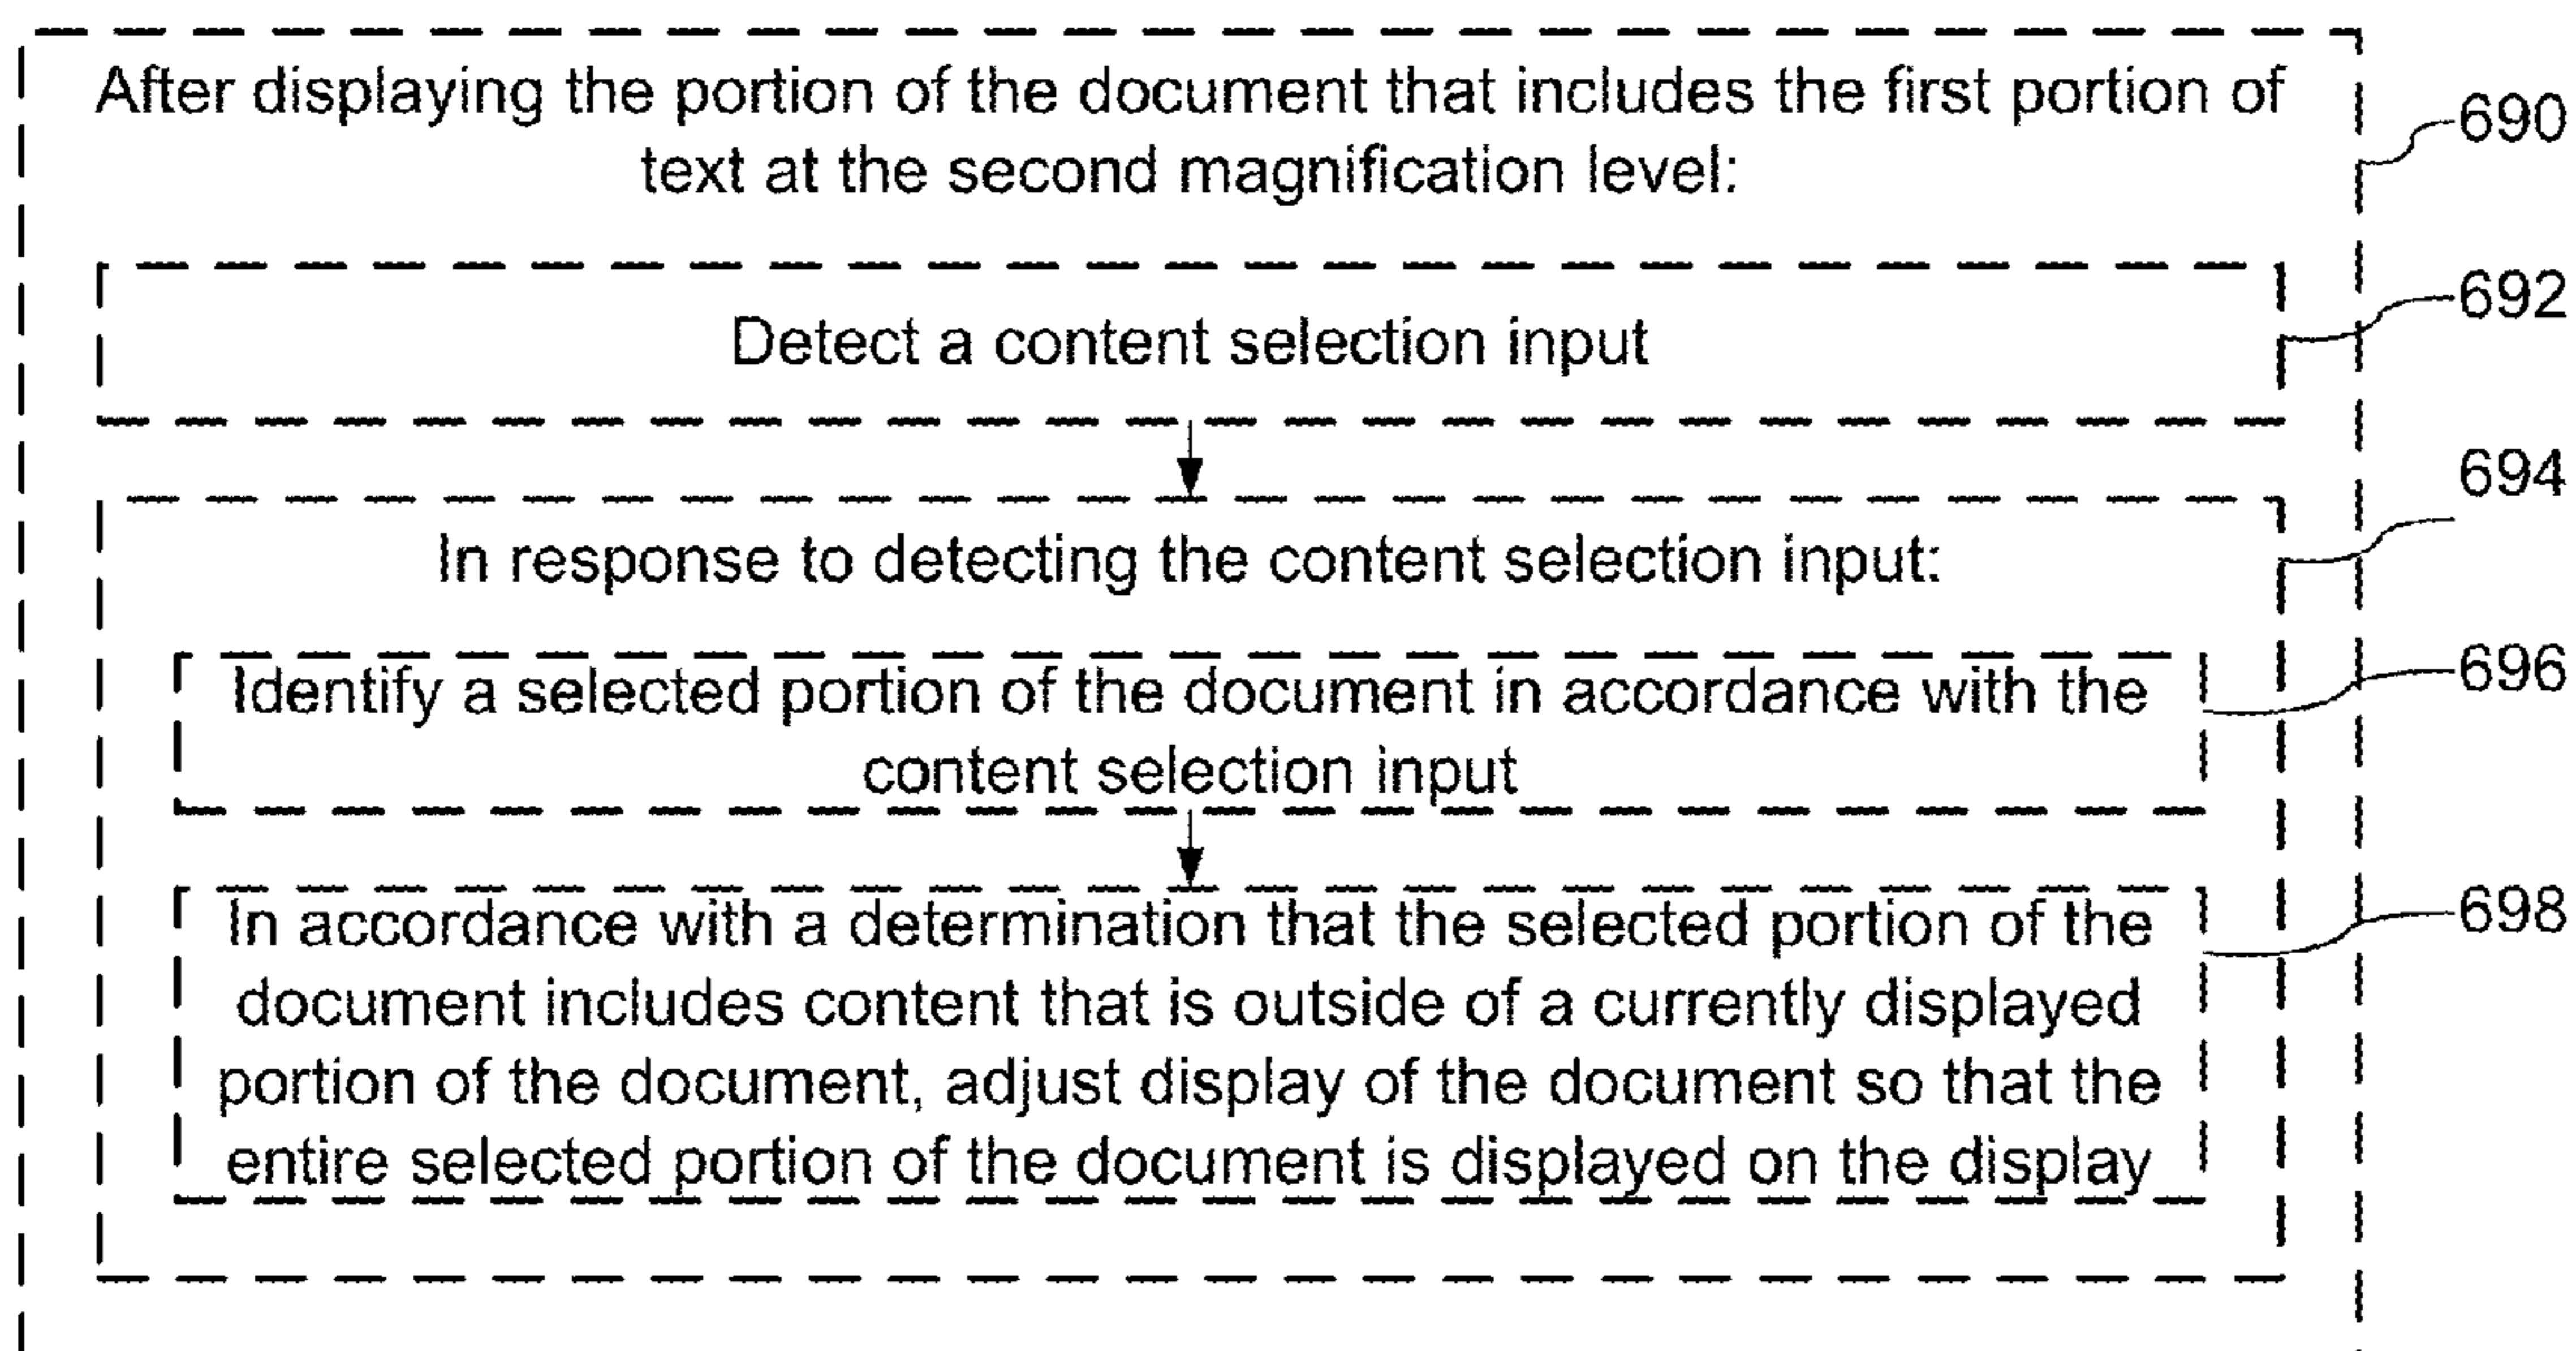 After displaying the portion of the document that includes the first portion of
text at the second magnification level:
690
Detect a content selection input
692
694
In response to detecting the content selection input:
Identify a selected portion of the document in accordance with the
content selection input
696
In accordance with a determination that the selected portion of the
document includes content that is outside of a currently displayed
portion of the document, adjust display of the document so that the
entire selected portion of the document is displayed on the display
698